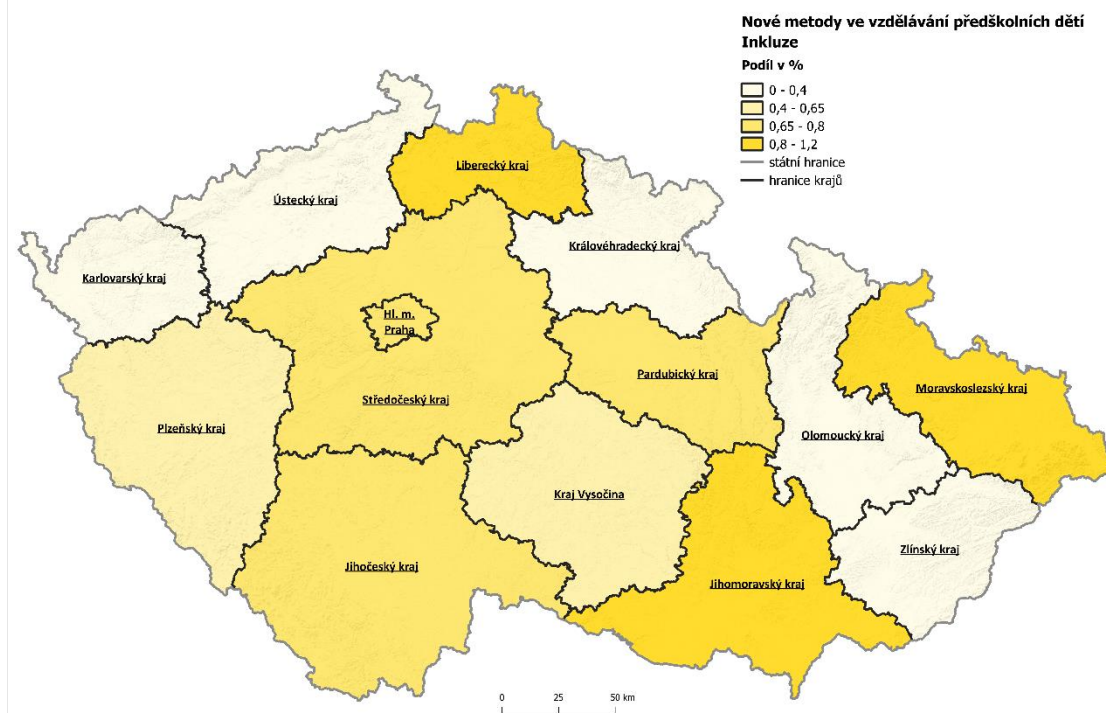 Nové metody ve vzdělávání předškolních dětí
Inkluze
Podíl v %
0 - 0,4
0,4 - 0,65
0,65 - 0,8
0,8 - 1,2
státní hranice
hranice krajů
Liberecký kraj
Ústecký kraj
Královéhradecký kraj
Karlovarský kraj
Hl. m.
Praha
Pardubický kraj
Moravskoslezský kraj
Středočeský kraj
Plzeňský kraj
Olomoucký kraj
Kraj Vysočina
Zlínský kraj
Jihočeský kraj
Jihomoravský kraj
0 25 50 km